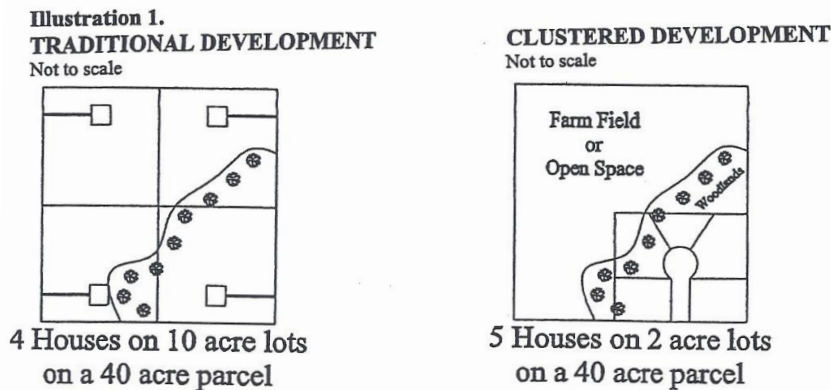 Illustration 1.
TRADITIONAL DEVELOPMENT
Not to scale
4 Houses on 10 acre lots
on a 40 acre parcel
CLUSTERED DEVELOPMENT
Not to scale
Farm Field
or
Open Space
Woodlands
5 Houses on 2 acre lots
on a 40 acre parcel